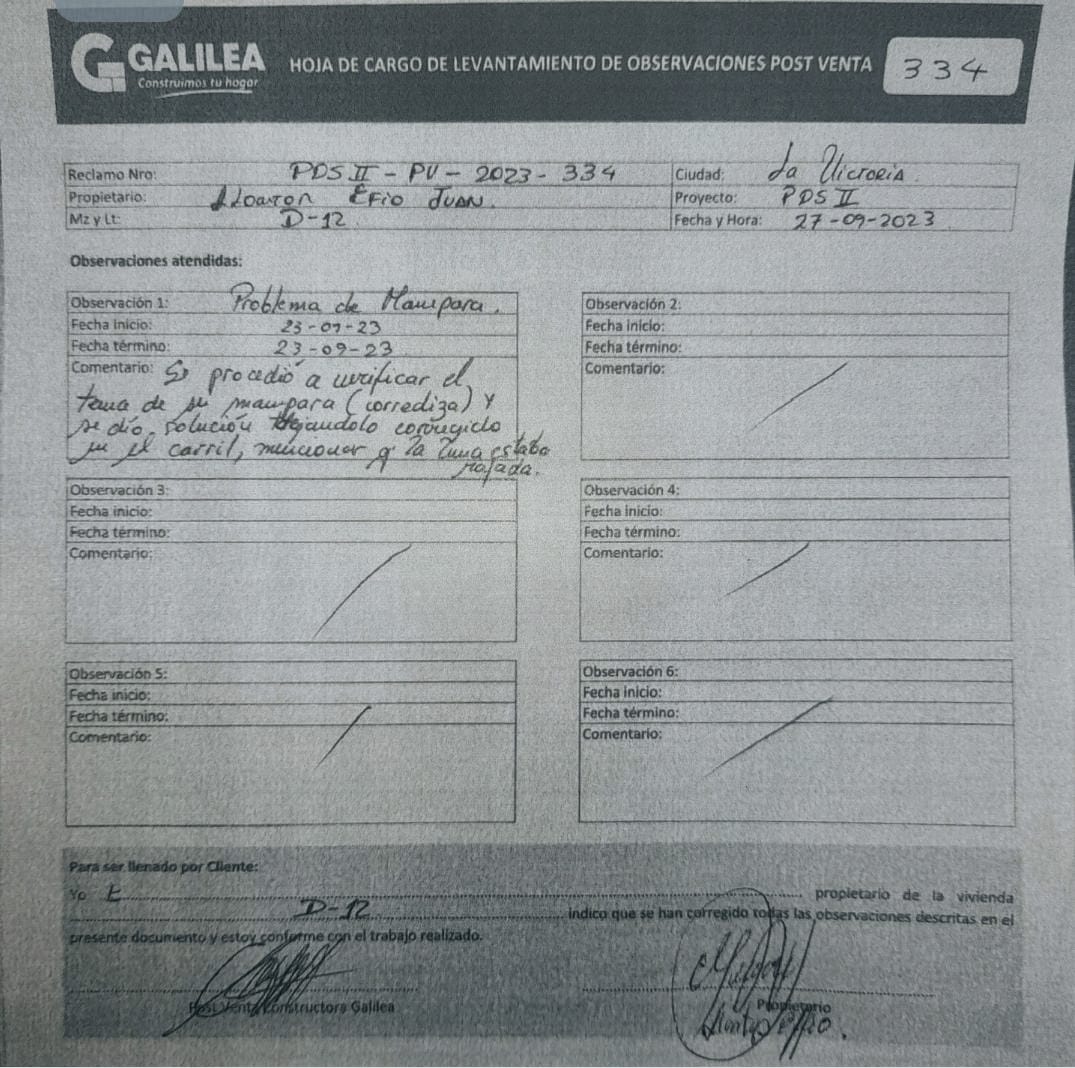 GALILEA
Construimos tu hogar
HOJA DE CARGO DE LEVANTAMIENTO DE OBSERVACIONES POST VENTA
334
Reclamo Nro: PDS II - PV - 2023 - 334
Ciudad: La Victoria.
Propietario: Efio Juan.
Proyecto: PDS II
Mz y Lt: D-12
Fecha y Hora: 27-09-2023
Observaciones atendidas:
Observación 1: Problema de Mampara.
Fecha inicio: 23-09-23
Fecha término: 23-09-23
Comentario: Se procedió a verificar el
tema de su mampara (corrediza) y
se dio solución dejandolo corregido
en el carril, mencionar q la luna estaba
rajada.
Observación 2:
Fecha inicio:
Fecha término:
Comentario:
Observación 3:
Fecha inicio:
Fecha término:
Comentario:
Observación 4:
Fecha inicio:
Fecha término:
Comentario:
Observación 5:
Fecha inicio:
Fecha término:
Comentario:
Observación 6:
Fecha inicio:
Fecha término:
Comentario:
Para ser llenado por Cliente:
Yo ........ propietario de la vivienda
D-12 ........ indico que se han corregido todas las observaciones descritas en el
presente documento y estoy conforme con el trabajo realizado.
Post Venta Constructora Galilea
Propietario